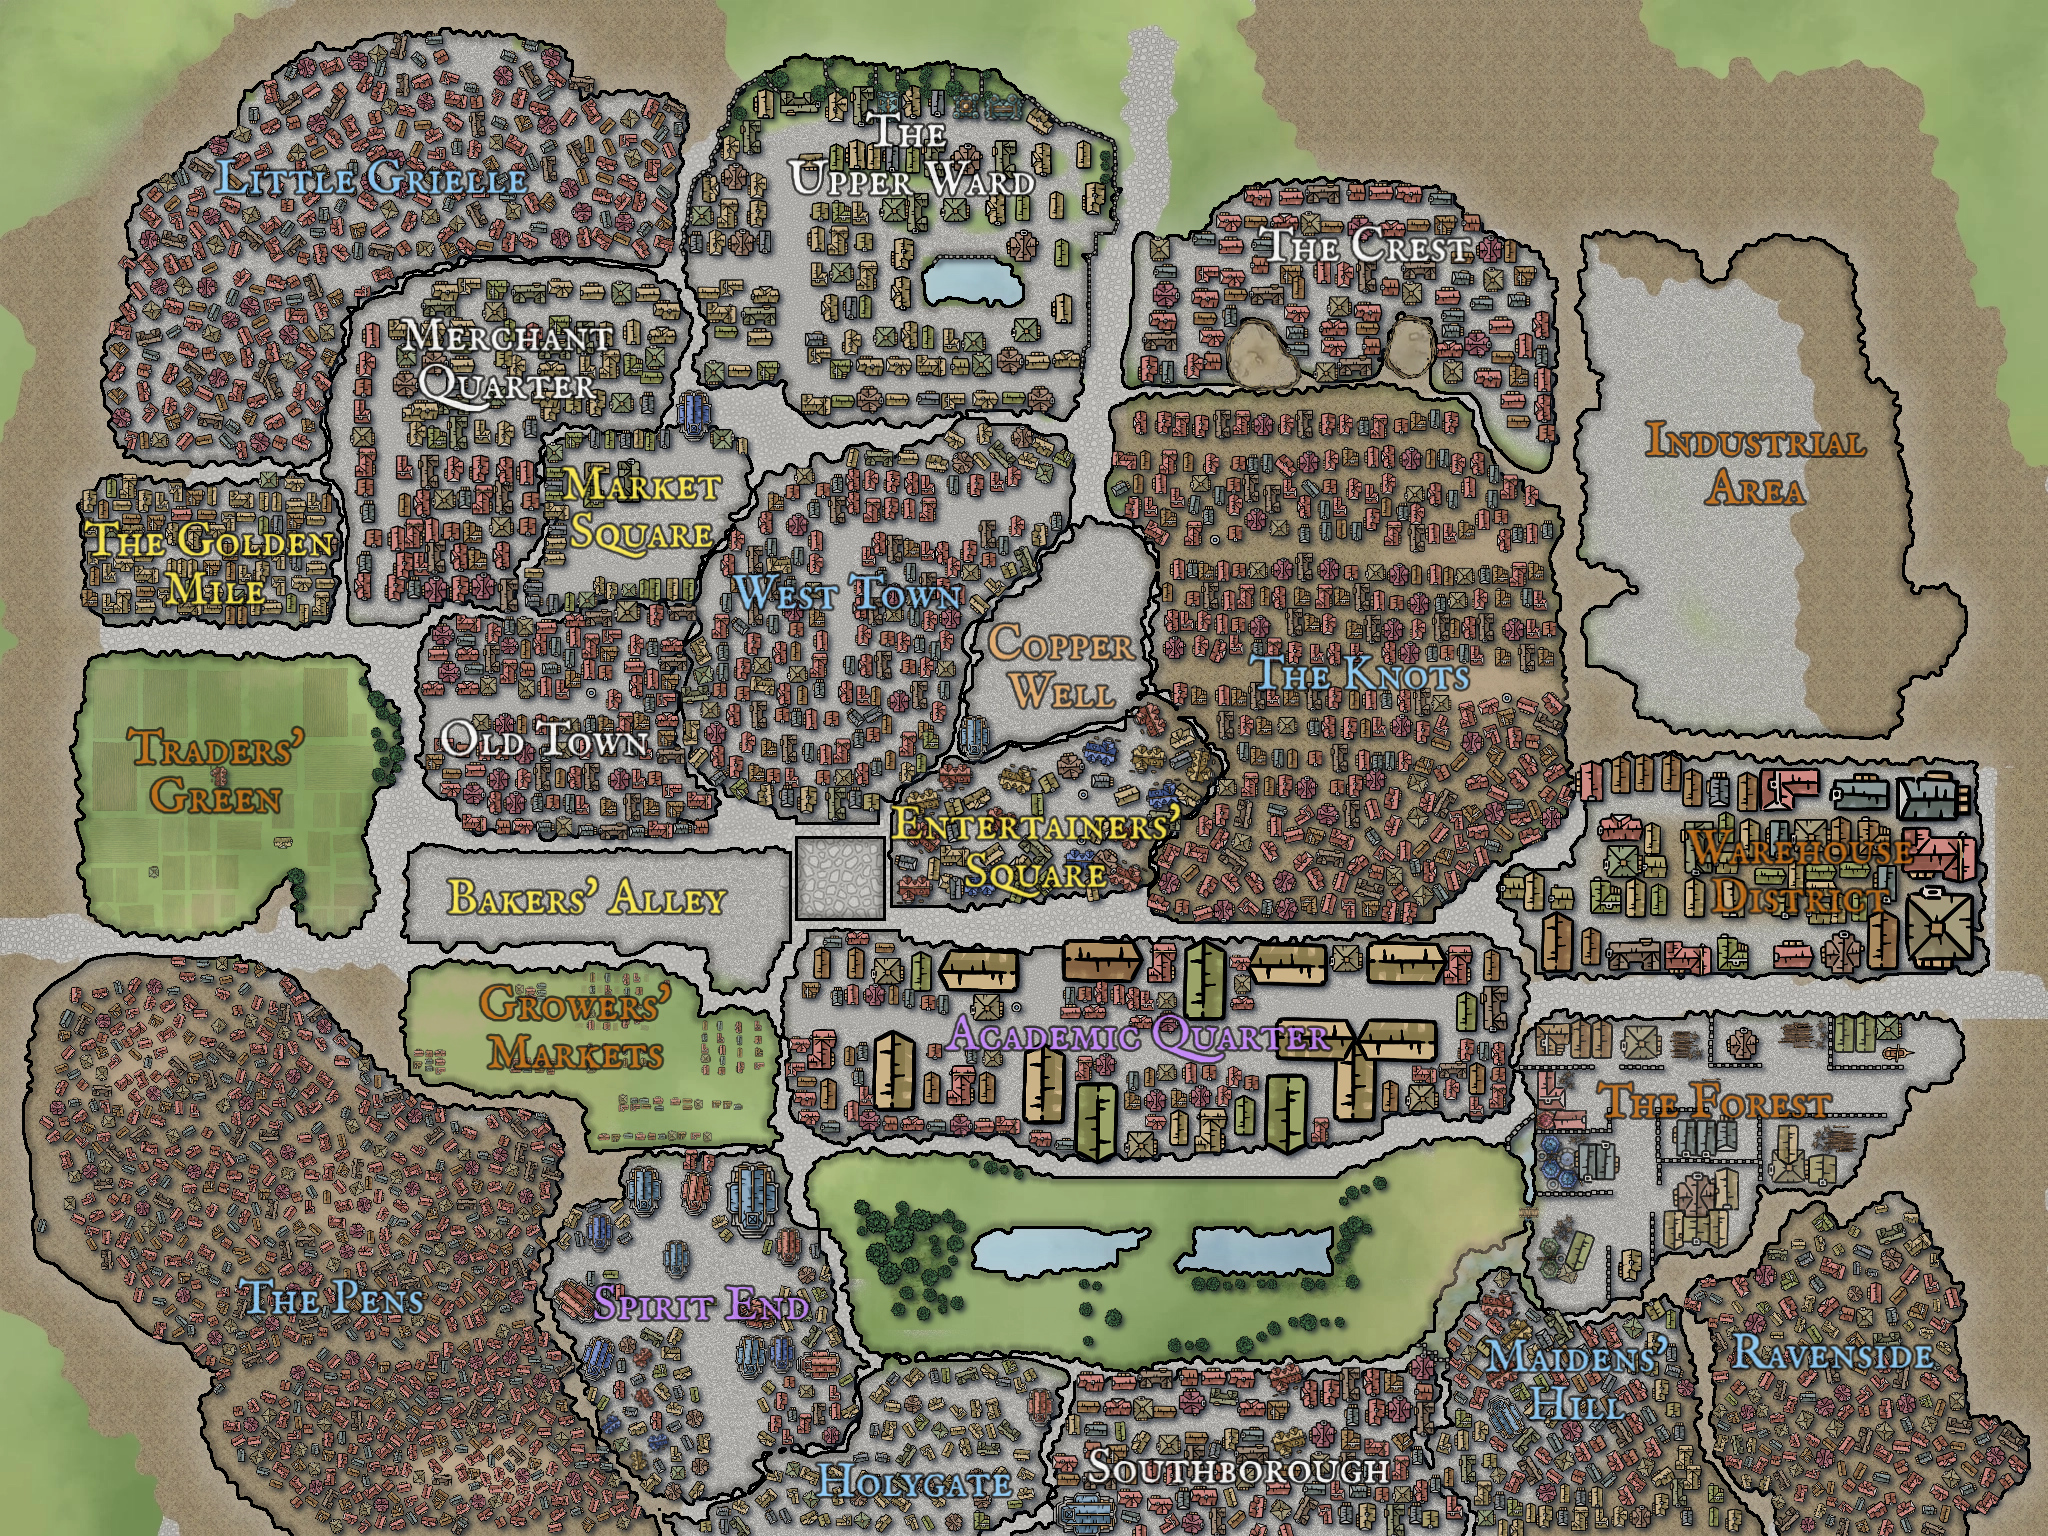 The
Upper Ward
Little Grielle
The Crest
Merchant
Quarter
Industrial
Area
Market
Square
The Golden
Mile
West Town
Copper
Well
The Knots
Old Town
Traders'
Green
Entertainers'
Square
Warehouse
District
Bakers' Alley
Growers'
Markets
Academic Quarter
The Forest
The Pens
Spirit End
Maidens'
Hill
Ravenside
Holygate
Southborough